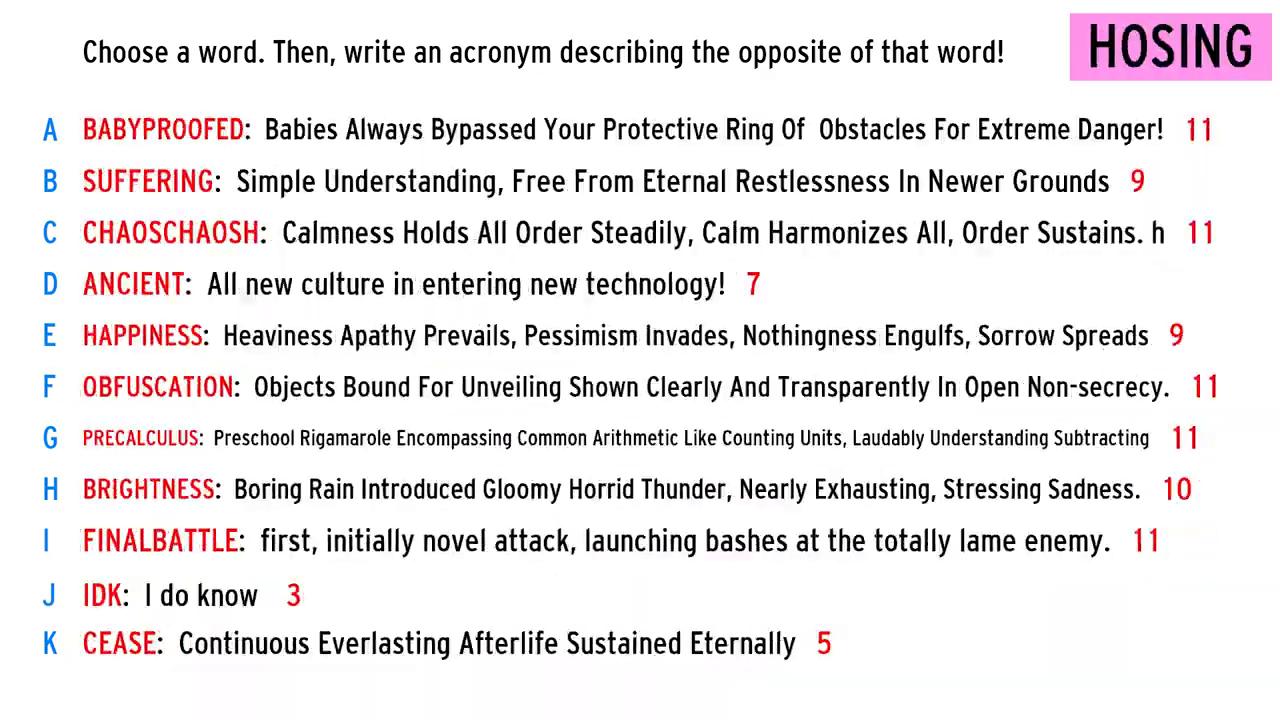 Choose a word. Then, write an acronym describing the opposite of that word!
HOSING
A BABYPROOFED: Babies Always Bypassed Your Protective Ring Of Obstacles For Extreme Danger! 11
B SUFFERING: Simple Understanding, Free From Eternal Restlessness In Newer Grounds 9
C CHAOSCHAOSH: Calmness Holds All Order Steadily, Calm Harmonizes All, Order Sustains. h 11
D ANCIENT: All new culture in entering new technology! 7
E HAPPINESS: Heaviness Apathy Prevails, Pessimism Invades, Nothingness Engulfs, Sorrow Spreads 9
F OBFUSCATION: Objects Bound For Unveiling Shown Clearly And Transparently In Open Non-secrecy. 11
G PRECALCULUS: Preschool Rigamarole Encompassing Common Arithmetic Like Counting Units, Laudably Understanding Subtracting 11
H BRIGHTNESS: Boring Rain Introduced Gloomy Horrid Thunder, Nearly Exhausting, Stressing Sadness. 10
I FINALBATTLE: first, initially novel attack, launching bashes at the totally lame enemy. 11
J IDK: I do know 3
K CEASE: Continuous Everlasting Afterlife Sustained Eternally 5